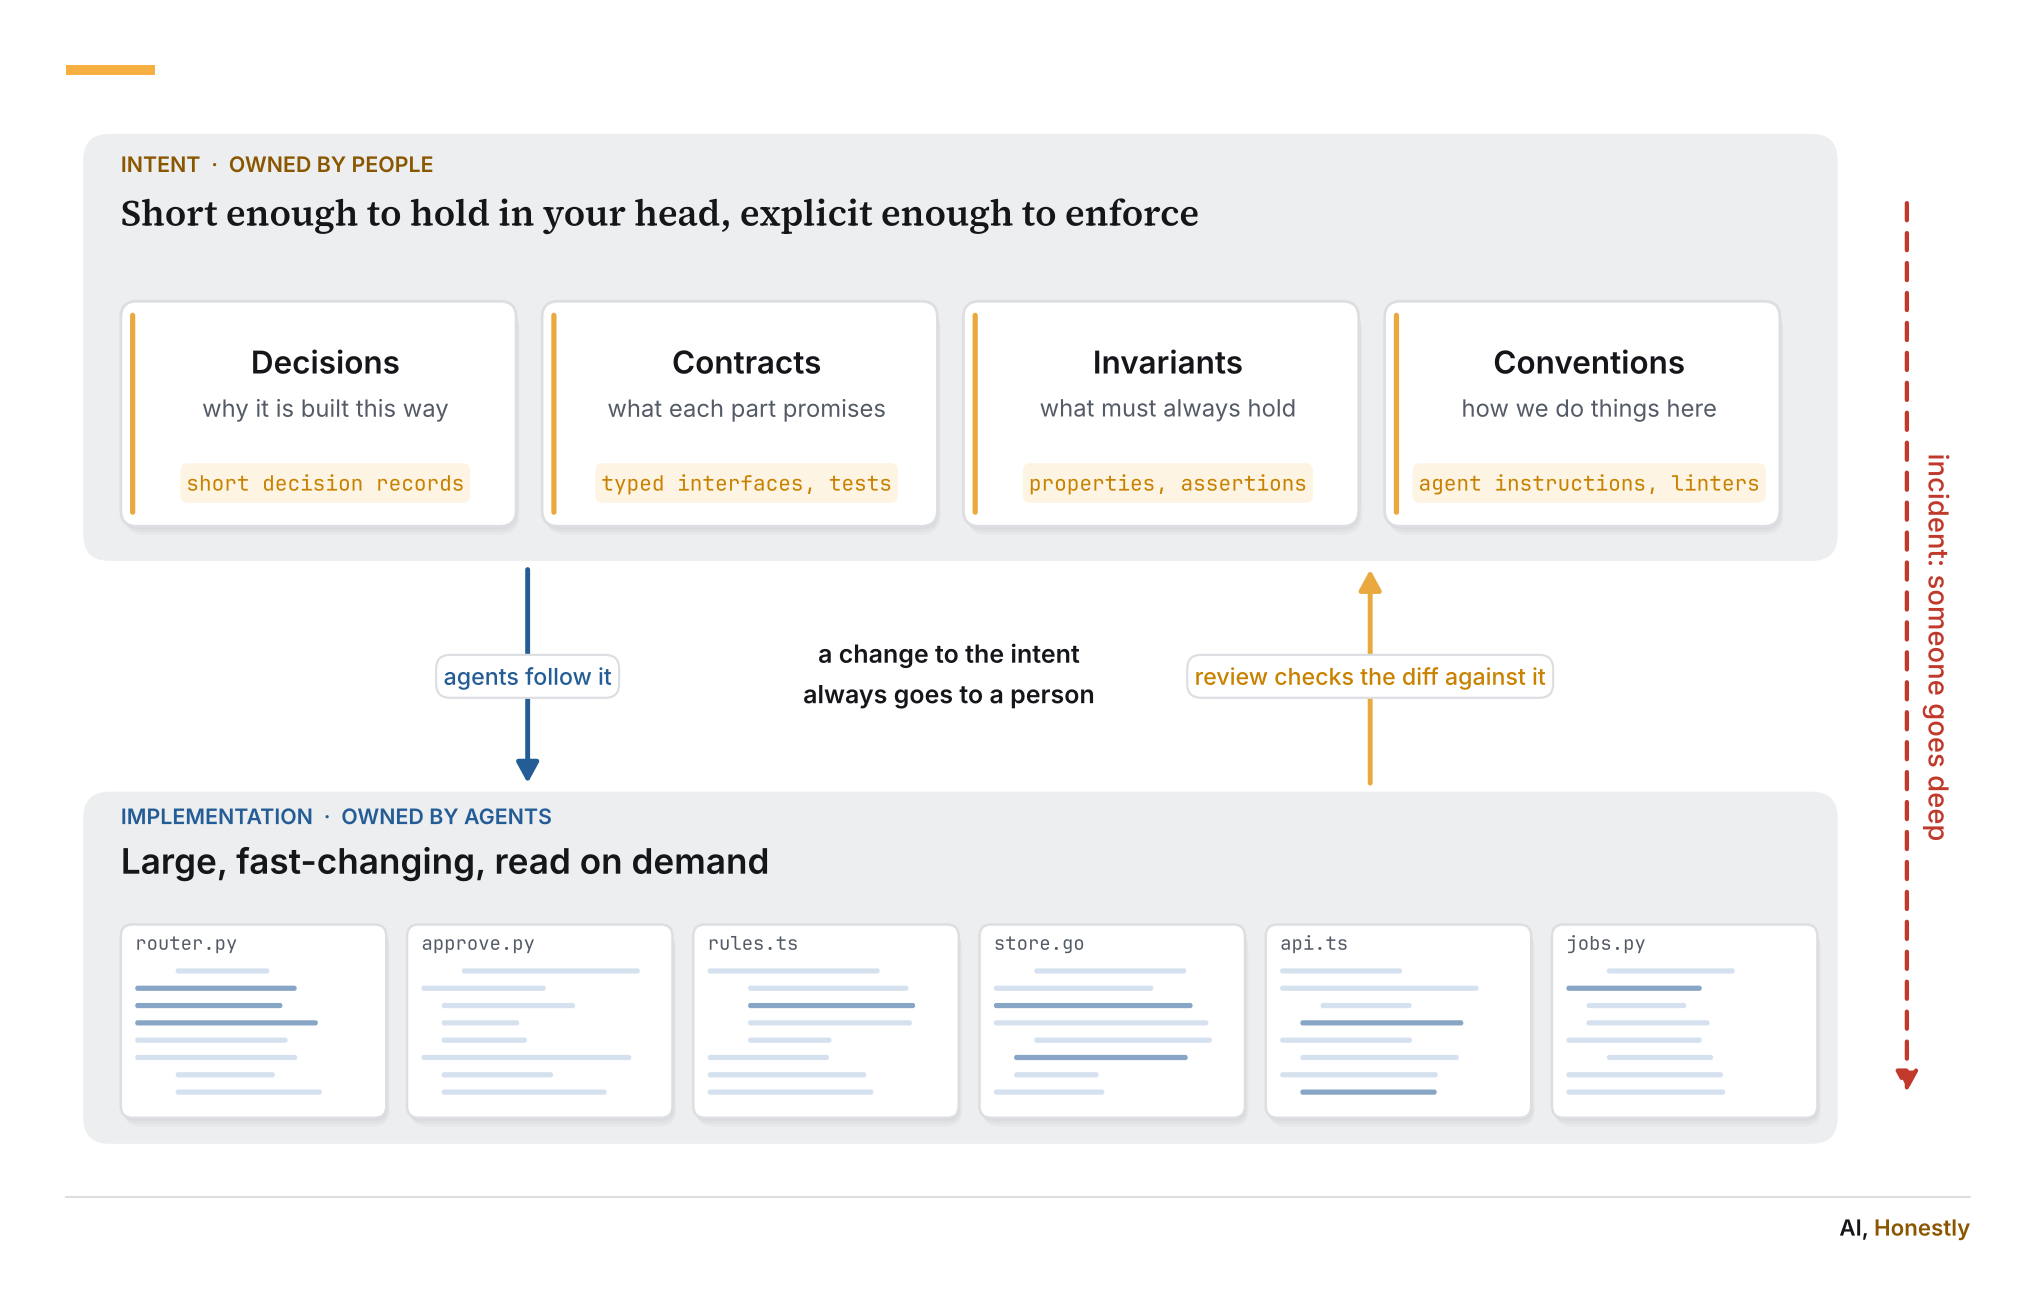 INTENT · OWNED BY PEOPLE
Short enough to hold in your head, explicit enough to enforce
Decisions
why it is built this way
short decision records
Contracts
what each part promises
typed interfaces, tests
Invariants
what must always hold
properties, assertions
Conventions
how we do things here
agent instructions, linters
agents follow it
a change to the intent
always goes to a person
review checks the diff against it
incident: someone goes deep
IMPLEMENTATION · OWNED BY AGENTS
Large, fast-changing, read on demand
router.py
approve.py
rules.ts
store.go
api.ts
jobs.py
AI, Honestly